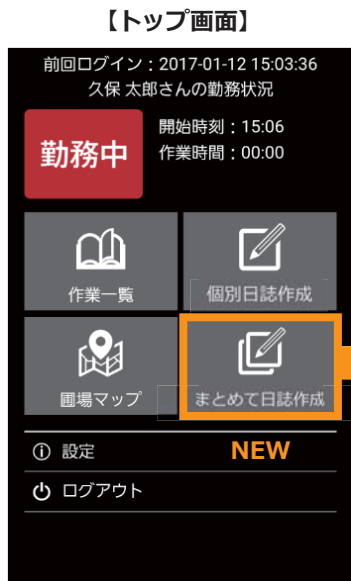 【トップ画面】
前回ログイン：2017-01-12 15:03:36
久保 太郎さんの勤務状況
勤務中
開始時刻：15:06
作業時間：00:00
作業一覧
個別日誌作成
圃場マップ
まとめて日誌作成
設定
NEW
ログアウト